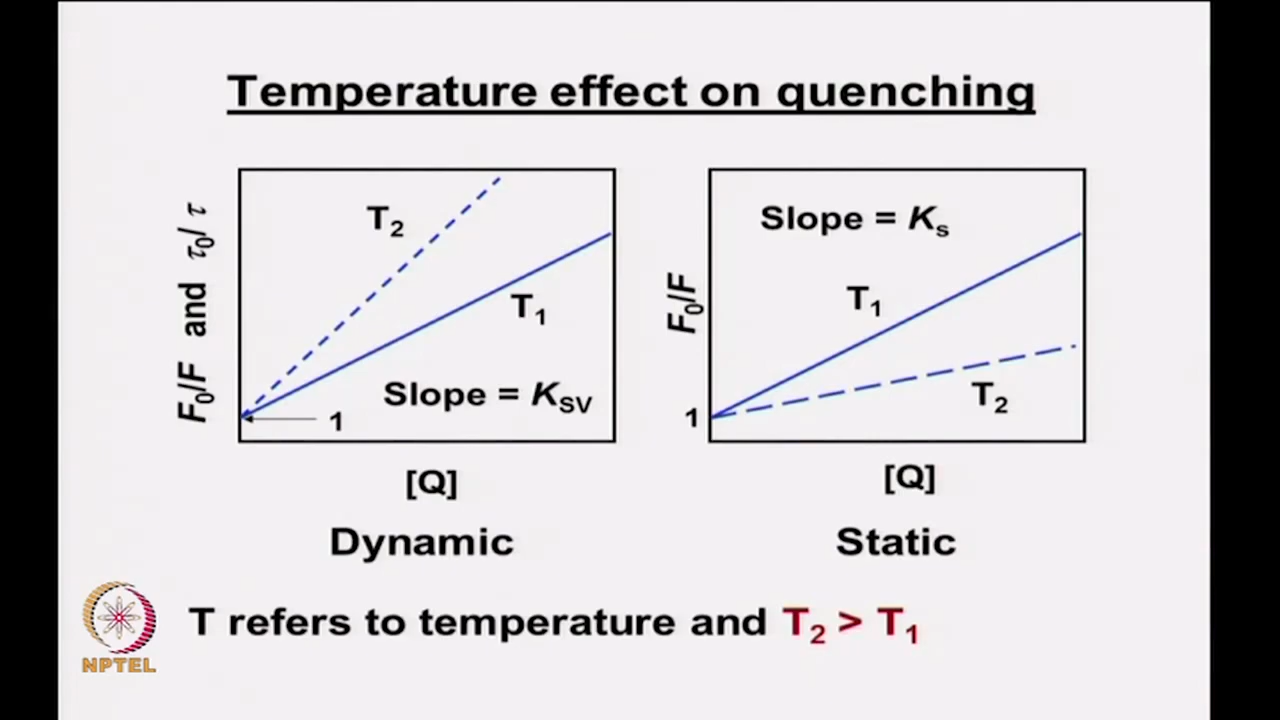 Temperature effect on quenching
F₀/F and τ₀/ τ
T₂
T₁
Slope = K_SV
1
[Q]
Dynamic
F₀/F
Slope = Kₛ
T₁
T₂
1
[Q]
Static
T refers to temperature and T₂ > T₁
NPTEL